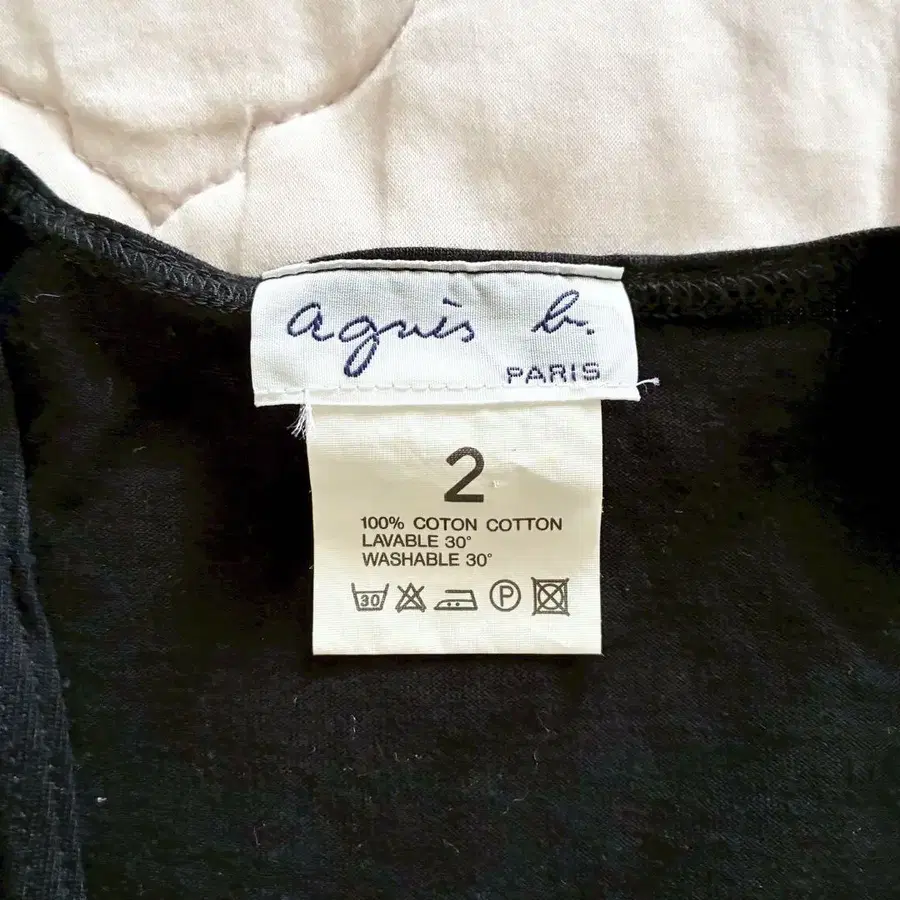 agnès b.
PARIS
2
100% COTON COTTON
LAVABLE 30°
WASHABLE 30°
30 P